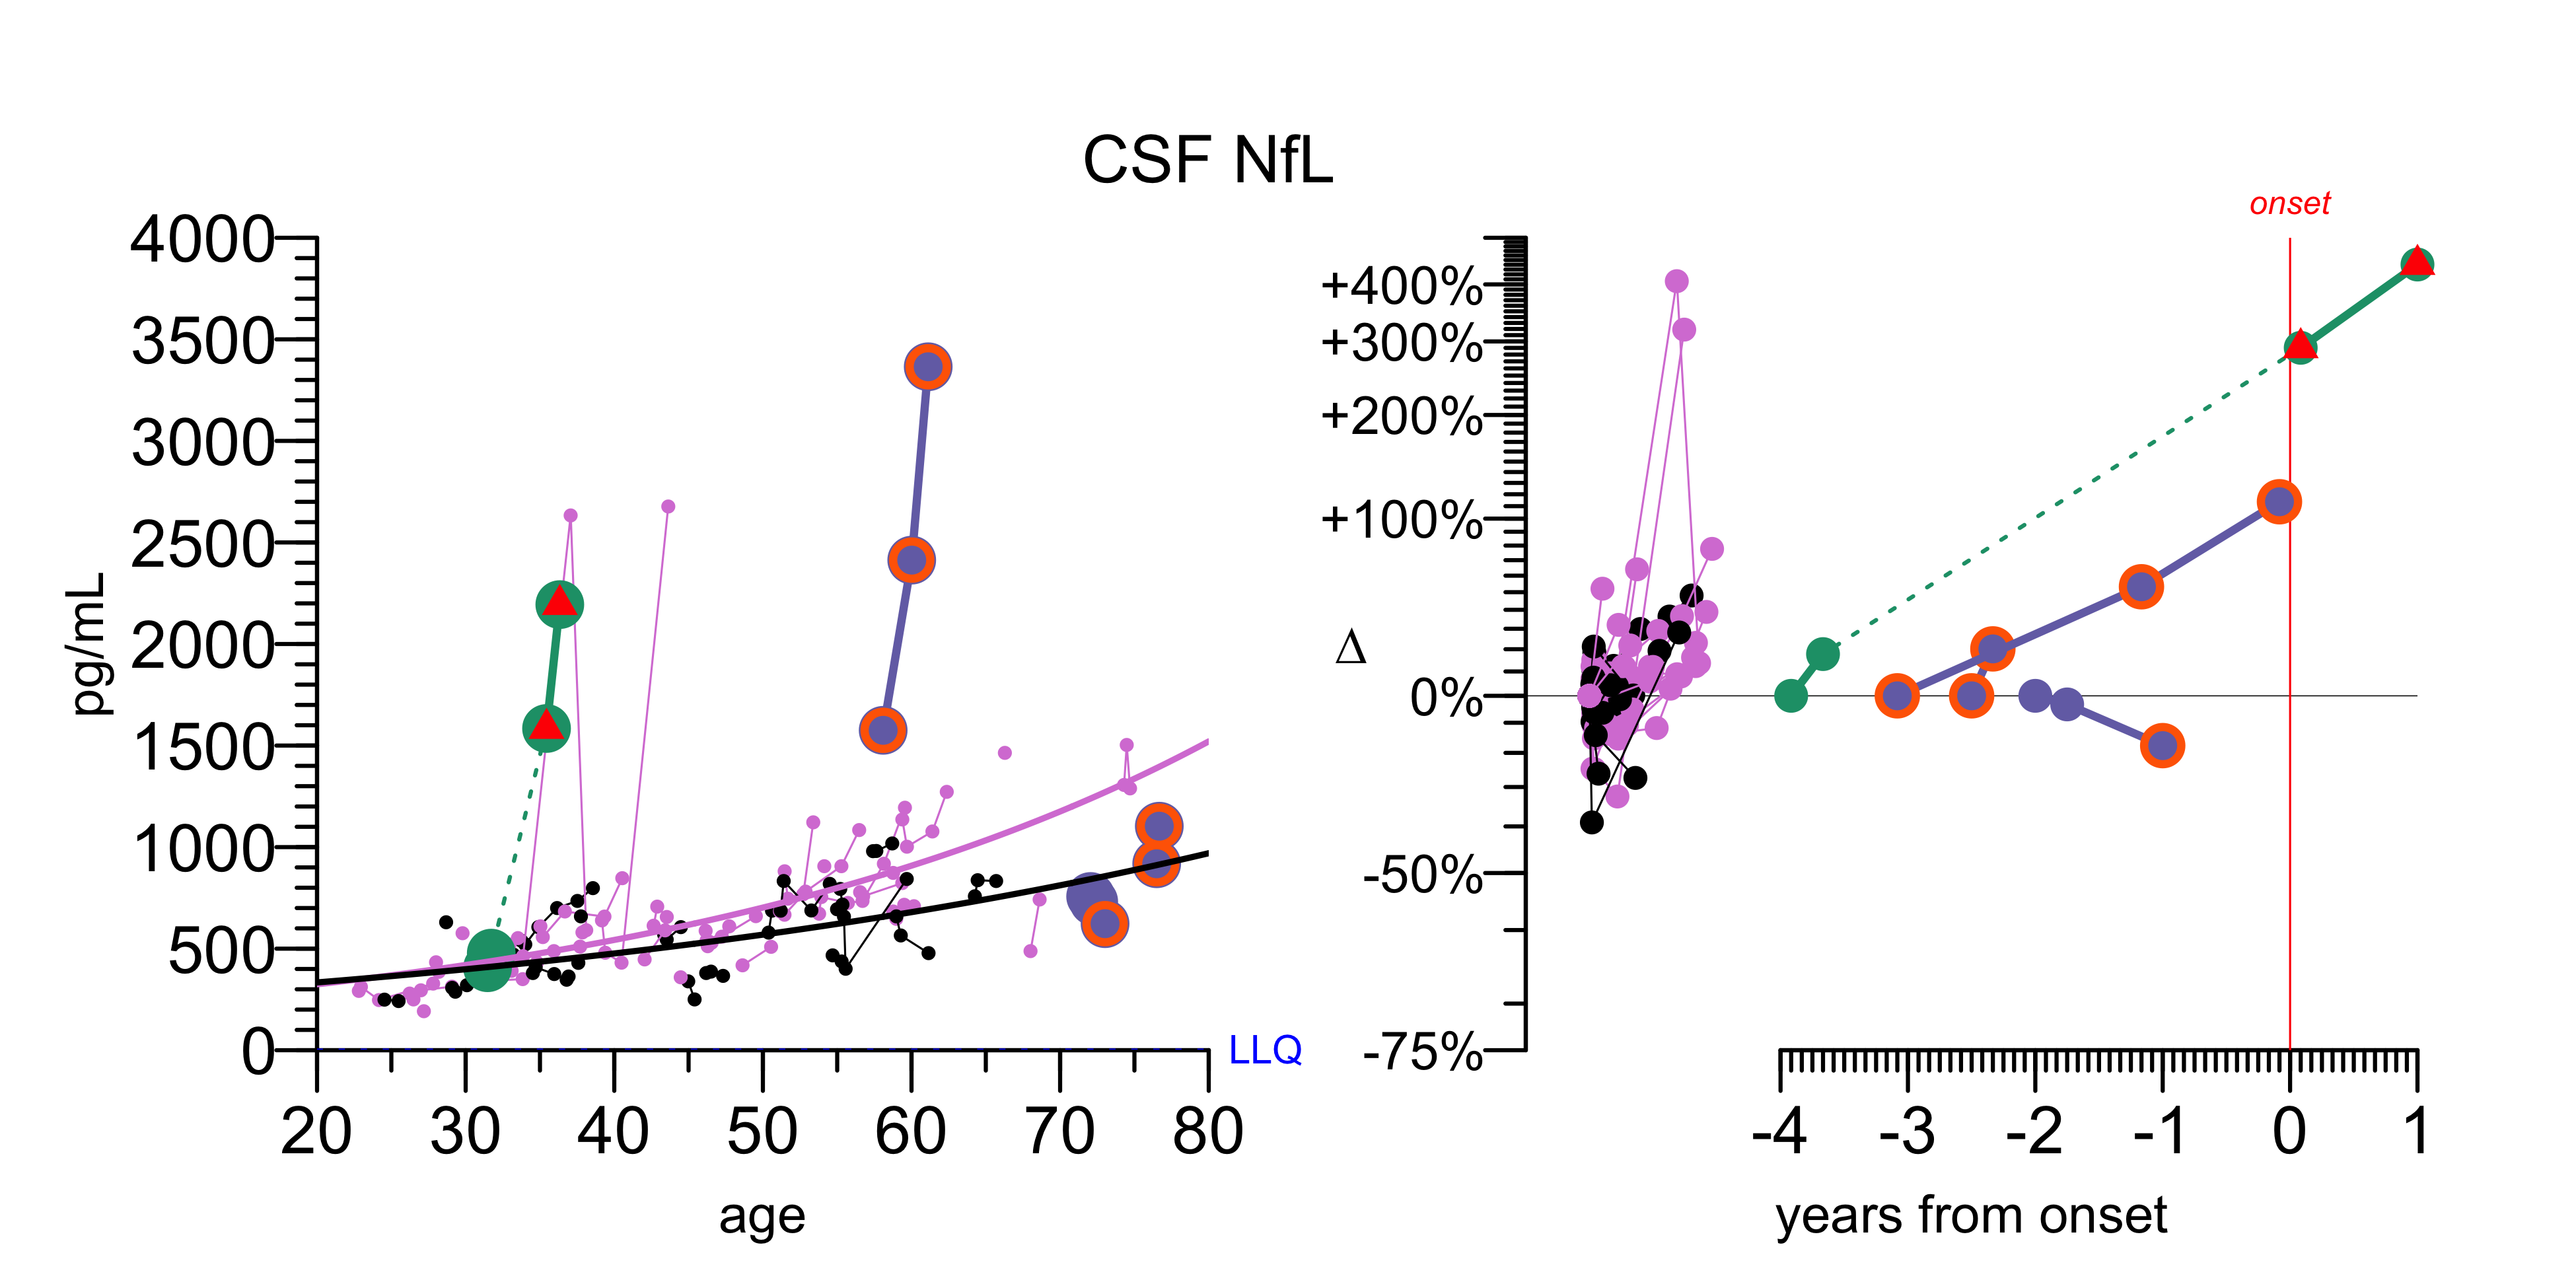 CSF NfL
onset
4000
3500
3000
2500
2000
1500
1000
500
0
pg/mL
20 30 40 50 60 70 80
age
LLQ
+400%
+300%
+200%
+100%
0%
-50%
-75%
Δ
-4 -3 -2 -1 0 1
years from onset